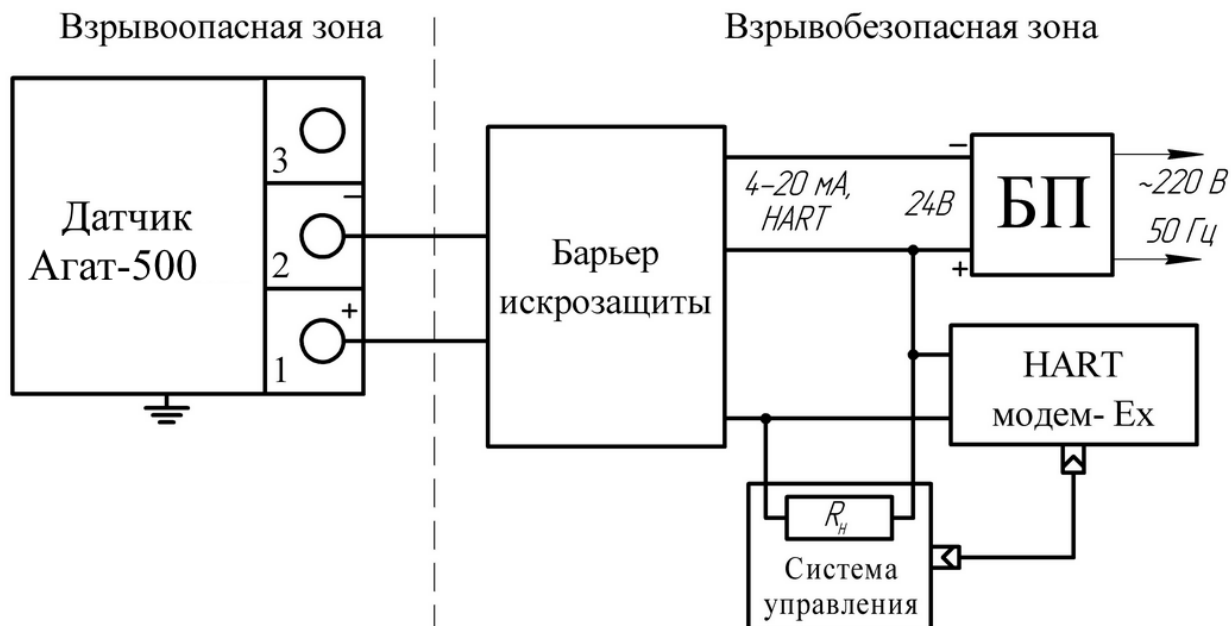 Взрывоопасная зона
Взрывобезопасная зона
Датчик
Агат-500
3
2
–
1
+
Барьер
искрозащиты
4–20 мА,
HART
24В
–
+
БП
~220 В
50 Гц
HART
модем- Ex
Rн
Система
управления